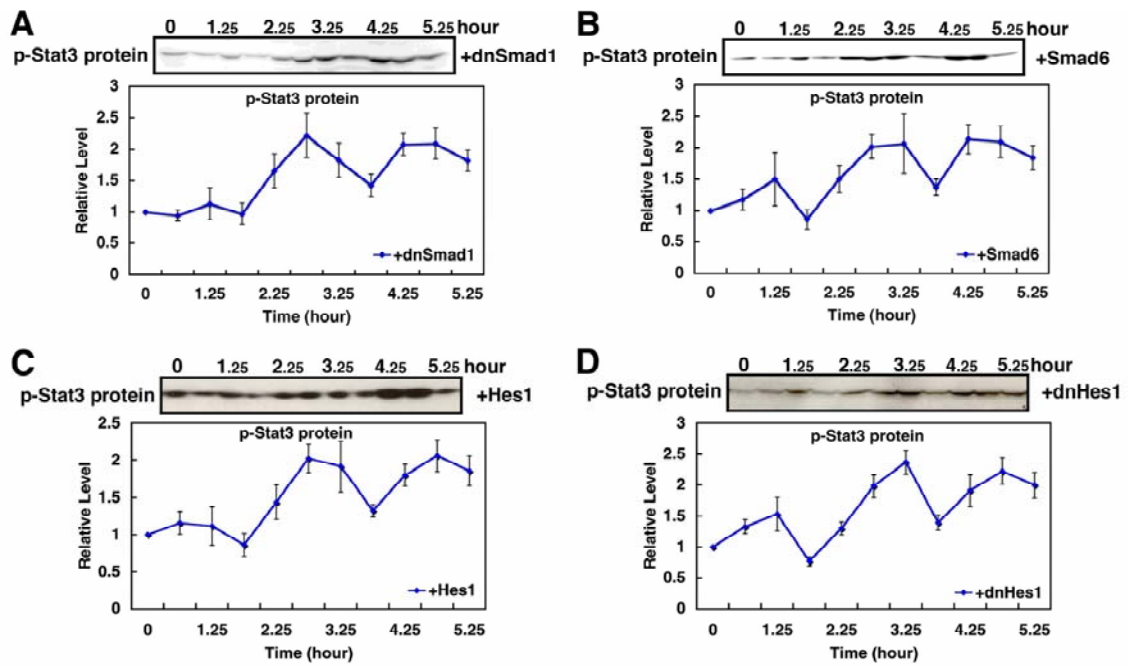 A
0 1.25 2.25 3.25 4.25 5.25 hour
p-Stat3 protein +dnSmad1
p-Stat3 protein
Relative Level
3
2.5
2
1.5
1
0.5
0
+dnSmad1
0 1.25 2.25 3.25 4.25 5.25
Time (hour)
B
0 1.25 2.25 3.25 4.25 5.25 hour
p-Stat3 protein +Smad6
p-Stat3 protein
Relative Level
3
2.5
2
1.5
1
0.5
0
+Smad6
0 1.25 2.25 3.25 4.25 5.25
Time (hour)
C
0 1.25 2.25 3.25 4.25 5.25 hour
p-Stat3 protein +Hes1
p-Stat3 protein
Relative Level
2.5
2
1.5
1
0.5
0
+Hes1
0 1.25 2.25 3.25 4.25 5.25
Time (hour)
D
0 1.25 2.25 3.25 4.25 5.25 hour
p-Stat3 protein +dnHes1
p-Stat3 protein
Relative Level
3
2.5
2
1.5
1
0.5
0
+dnHes1
0 1.25 2.25 3.25 4.25 5.25
Time (hour)